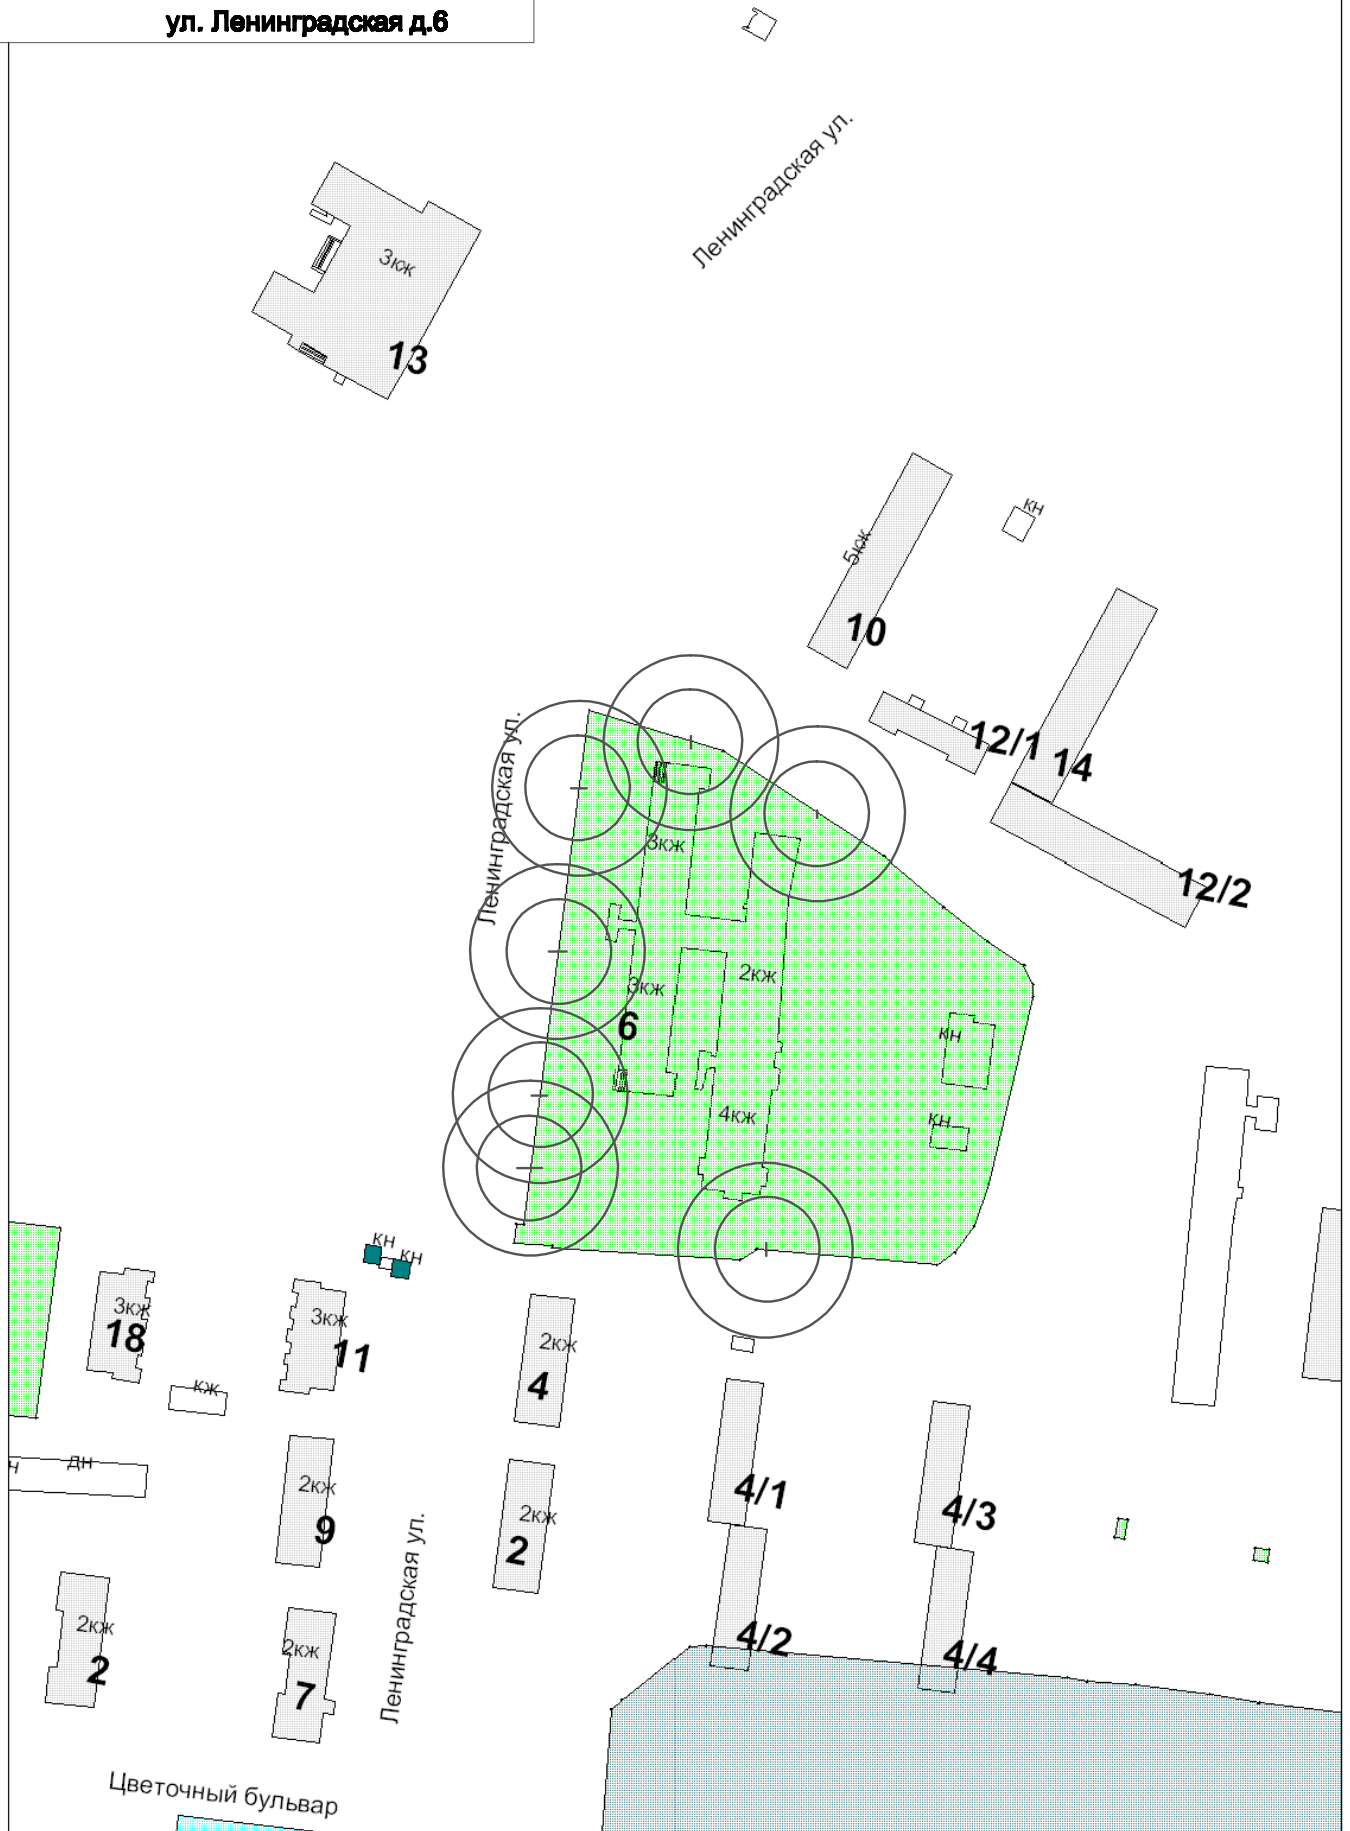 ул. Ленинградская д.6
Ленинградская ул.
3кж
13
кн
5кж
10
12/1
14
Ленинградская ул.
3кж
12/2
2кж
3кж
6
кн
4кж
кн
кн
кн
3кж
18
3кж
11
2кж
4
кж
дн
н
2кж
9
4/1
4/3
2кж
2
Ленинградская ул.
2кж
2
2кж
7
4/2
4/4
Цветочный бульвар